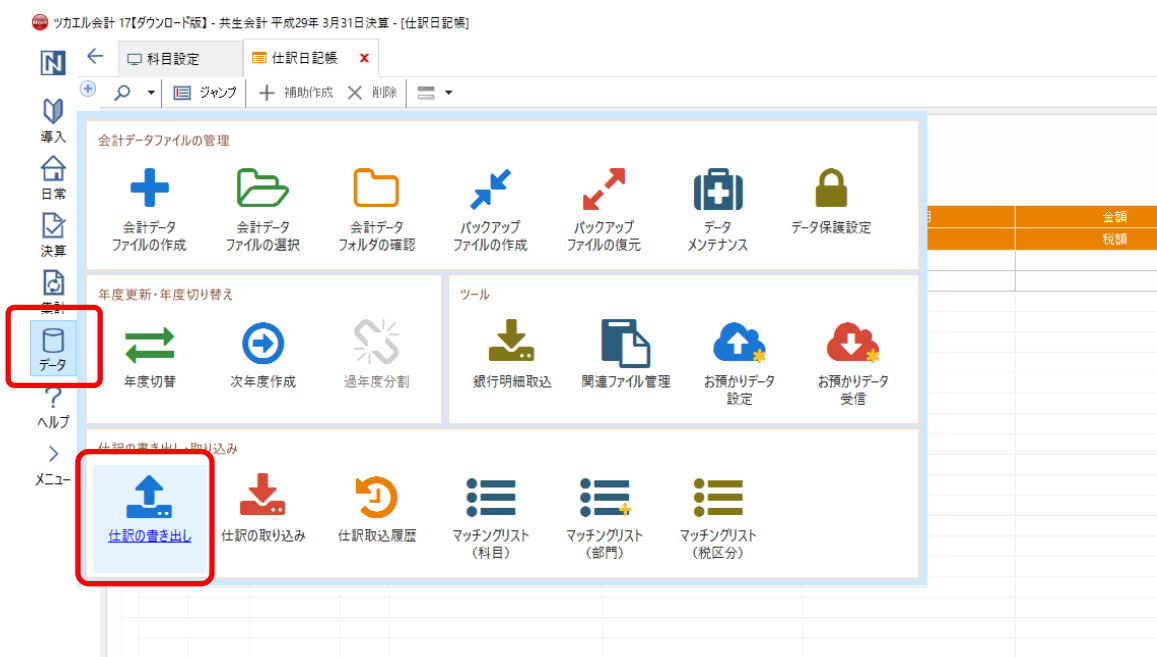 ツカエル会計 17【ダウンロード版】 - 共生会計 平成29年 3月31日決算 - [仕訳日記帳]
科目設定
仕訳日記帳
ジャンプ
補助作成
削除
導入
日常
決算
集計
データ
ヘルプ
メニュー
会計データファイルの管理
会計データ
ファイルの作成
会計データ
ファイルの選択
会計データ
フォルダの確認
バックアップ
ファイルの作成
バックアップ
ファイルの復元
データ
メンテナンス
データ保護設定
年度更新・年度切り替え
年度切替
次年度作成
過年度分割
ツール
銀行明細取込
関連ファイル管理
お預かりデータ
設定
お預かりデータ
受信
仕訳の書き出し・取り込み
仕訳の書き出し
仕訳の取り込み
仕訳取込履歴
マッチングリスト
（科目）
マッチングリスト
（部門）
マッチングリスト
（税区分）
金額
税額